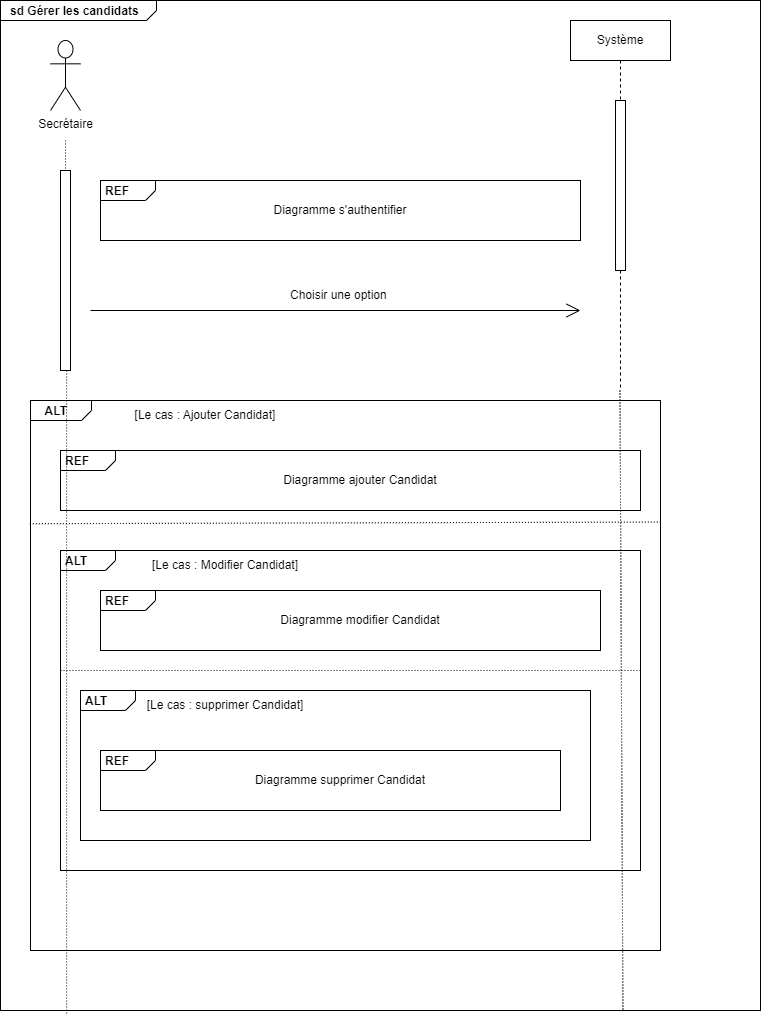 sd Gérer les candidats
Système
Secrétaire
REF
Diagramme s'authentifier
Choisir une option
ALT
[Le cas : Ajouter Candidat]
REF
Diagramme ajouter Candidat
ALT
[Le cas : Modifier Candidat]
REF
Diagramme modifier Candidat
ALT
[Le cas : supprimer Candidat]
REF
Diagramme supprimer Candidat